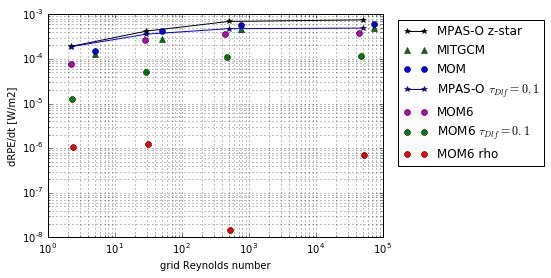 10^-3
10^-4
10^-5
10^-6
10^-7
10^-8
dRPE/dt [W/m2]
10^0 10^1 10^2 10^3 10^4 10^5
grid Reynolds number
MPAS-O z-star
MITGCM
MOM
MPAS-O τ_Dlf = 0.1
MOM6
MOM6 τ_Dlf = 0.1
MOM6 rho